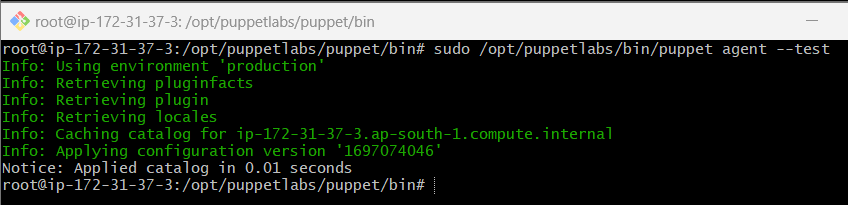 root@ip-172-31-37-3: /opt/puppetlabs/puppet/bin
root@ip-172-31-37-3:/opt/puppetlabs/puppet/bin# sudo /opt/puppetlabs/bin/puppet agent --test
Info: Using environment 'production'
Info: Retrieving pluginfacts
Info: Retrieving plugin
Info: Retrieving locales
Info: Caching catalog for ip-172-31-37-3.ap-south-1.compute.internal
Info: Applying configuration version '1697074046'
Notice: Applied catalog in 0.01 seconds
root@ip-172-31-37-3:/opt/puppetlabs/puppet/bin#